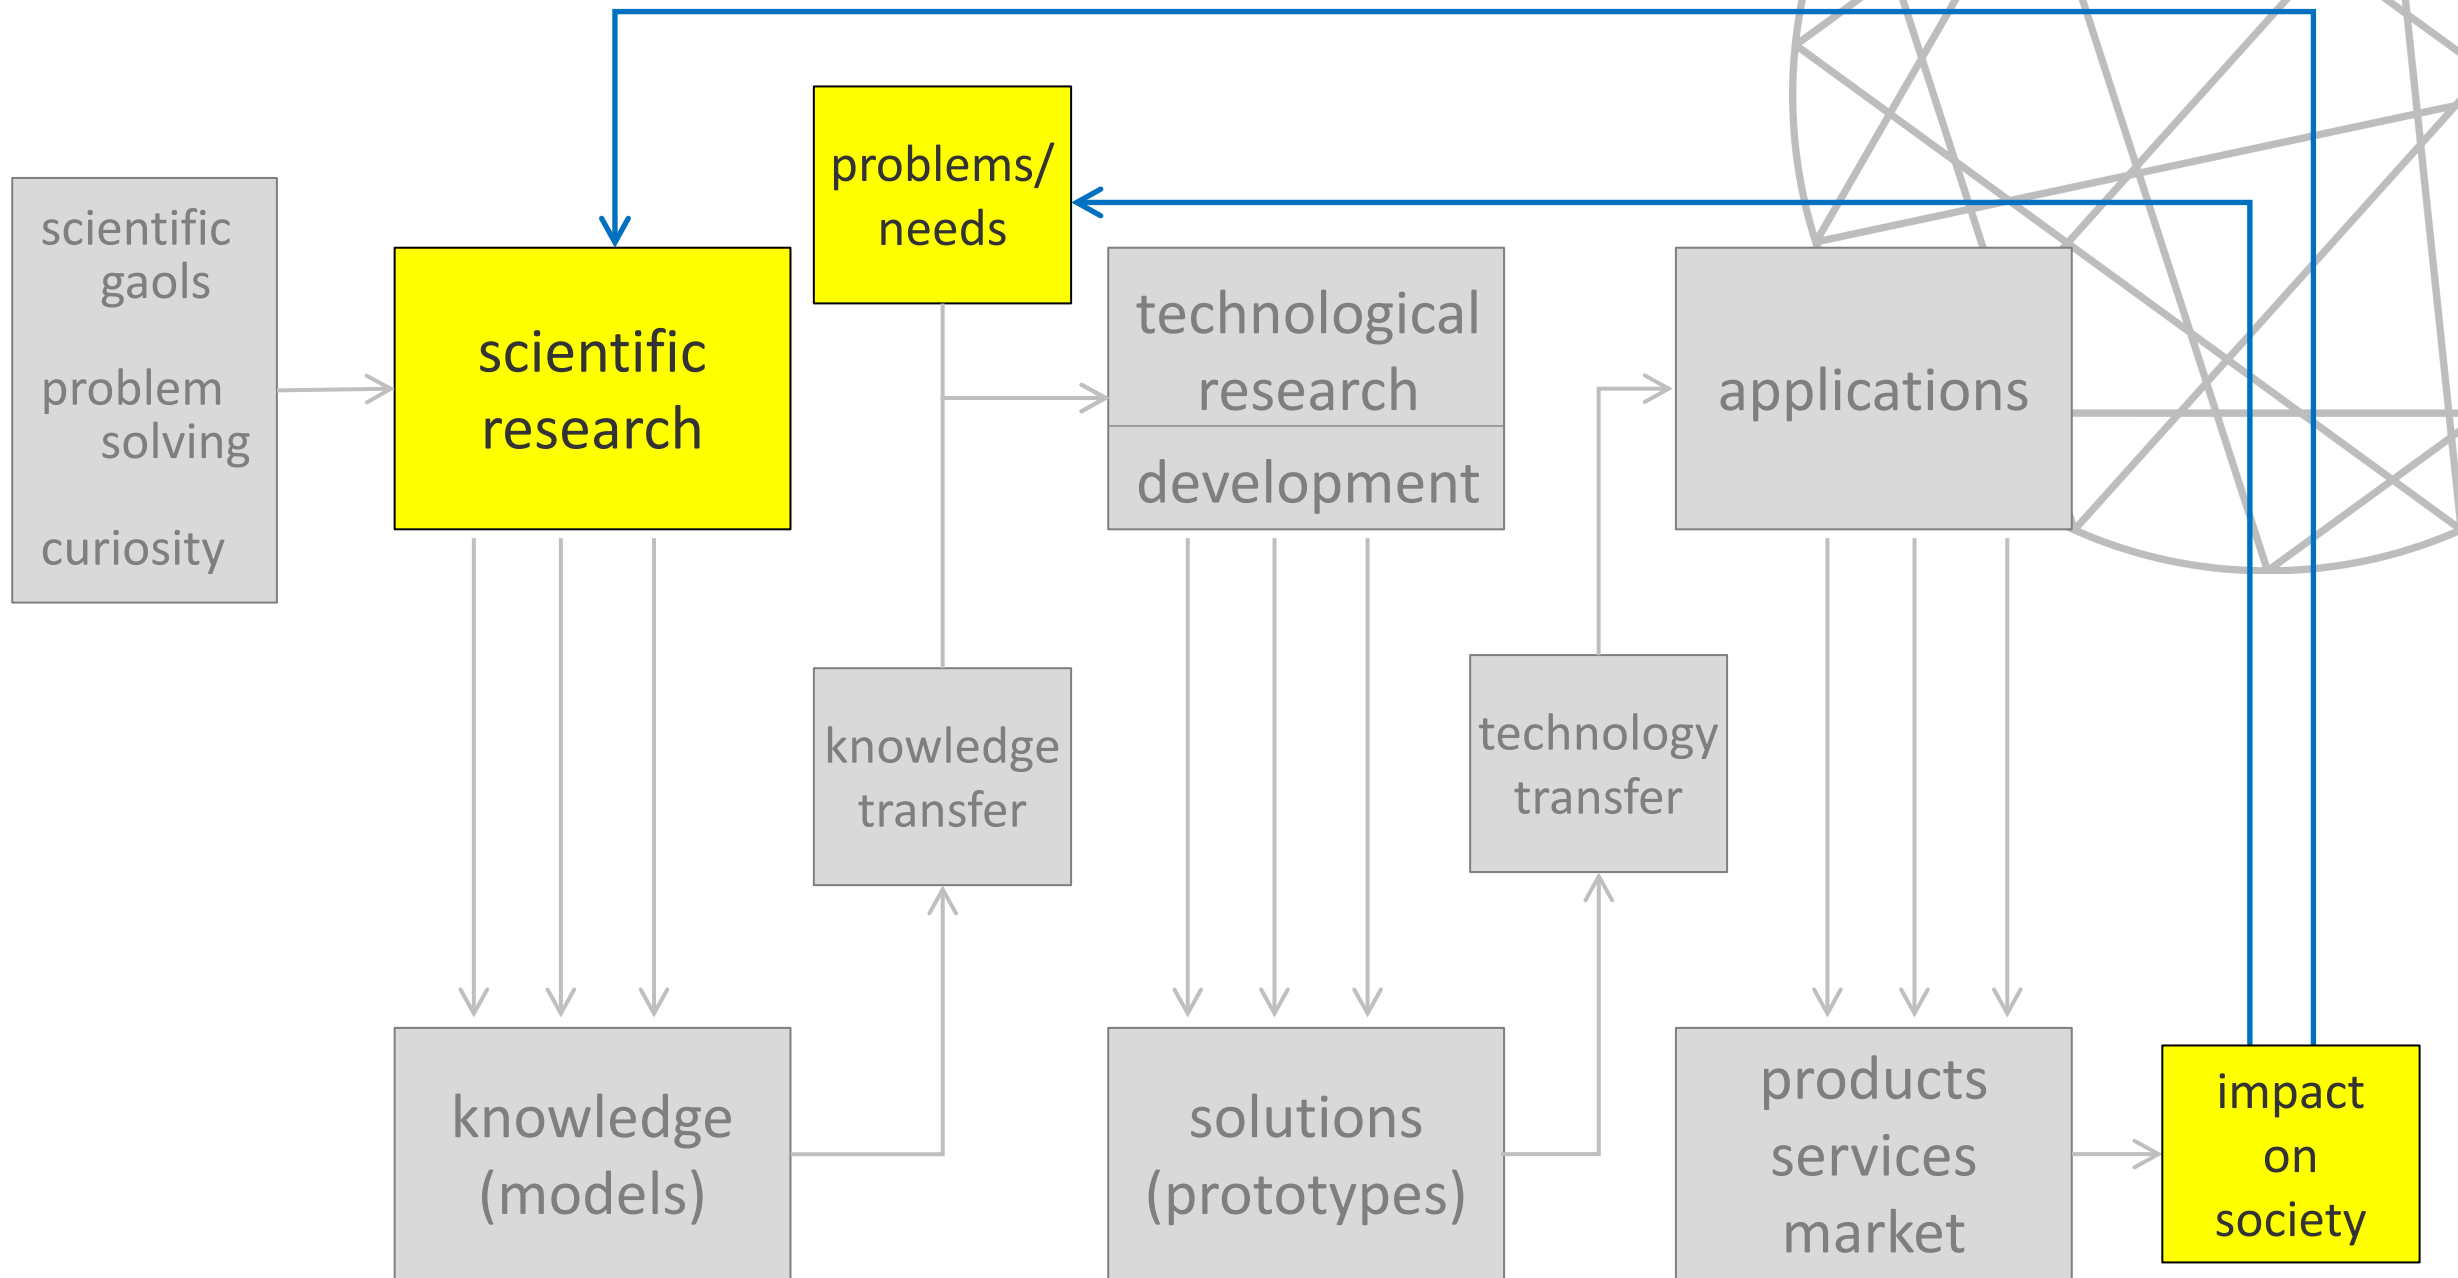 scientific
gaols
problem
solving
curiosity
scientific
research
problems/
needs
technological
research
development
applications
knowledge
transfer
technology
transfer
knowledge
(models)
solutions
(prototypes)
products
services
market
impact
on
society